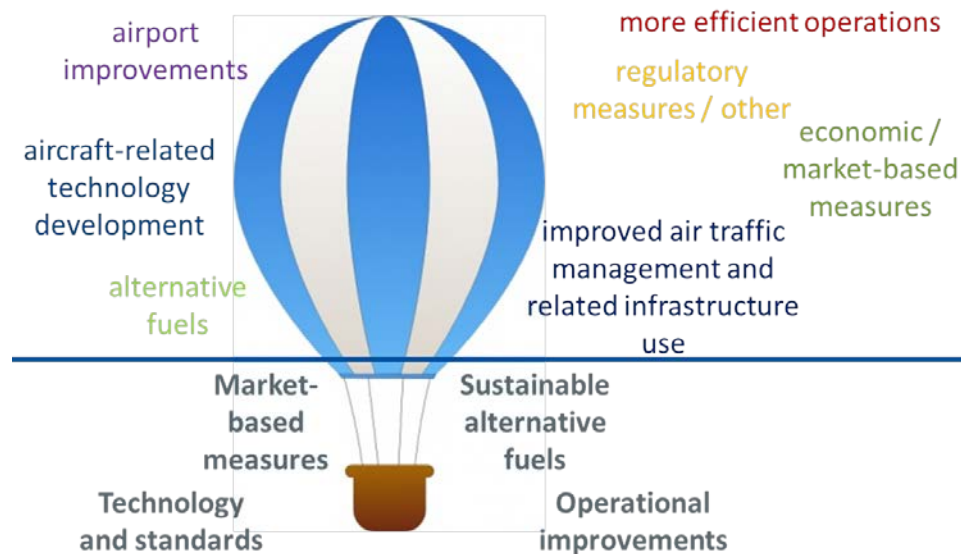 airport
improvements
more efficient operations
regulatory
measures / other
economic /
market-based
measures
aircraft-related
technology
development
improved air traffic
management and
related infrastructure
use
alternative
fuels
Market-
based
measures
Sustainable
alternative
fuels
Technology
and standards
Operational
improvements